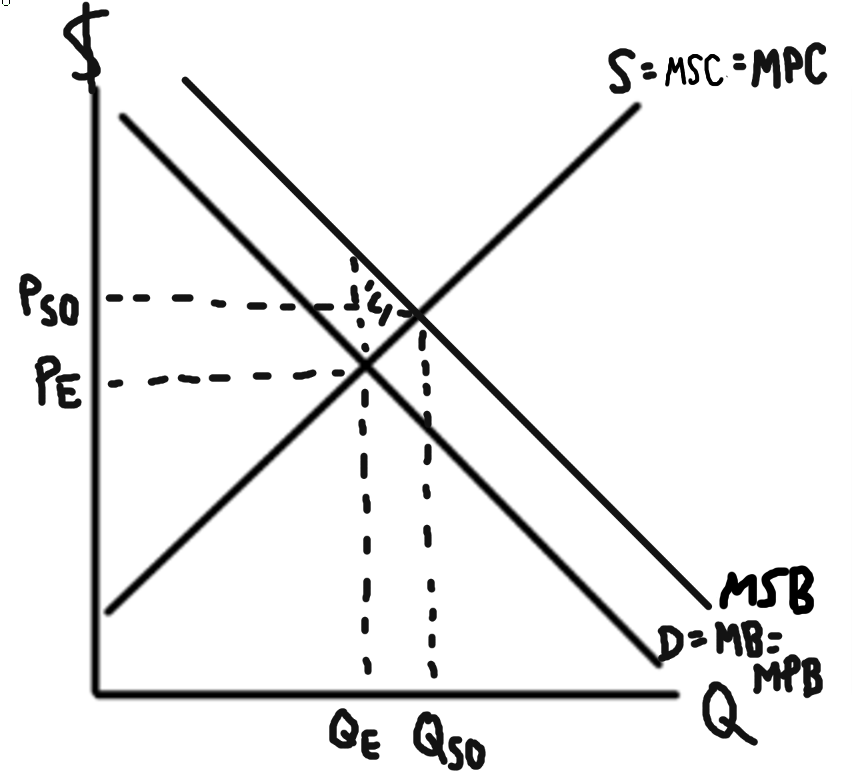 $
S = MSC = MPC
PSO
PE
MSB
D = MB =
MPB
Q
QE
QSO